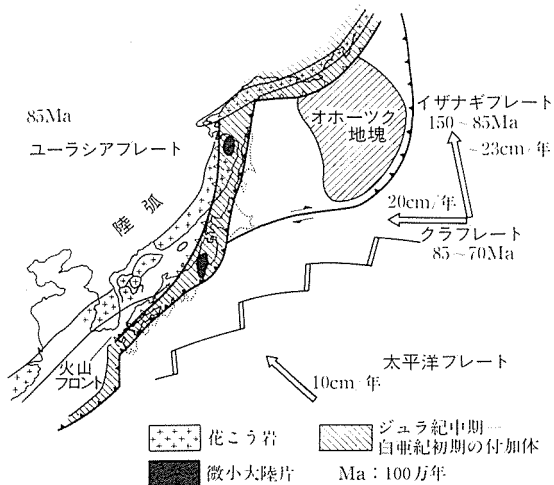 85Ma
ユーラシアプレート
陸弧
オホーツク
地塊
イザナギプレート
150~85Ma
~23cm/年
20cm/年
クラプレート
85~70Ma
火山
フロント
太平洋プレート
10cm/年
花こう岩
ジュラ紀中期―
白亜紀初期の付加体
微小大陸片
Ma：100万年